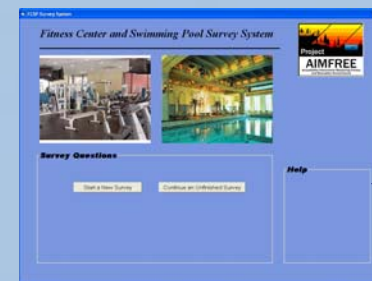 FCSP Survey System
Fitness Center and Swimming Pool Survey System
Project
AIMFREE
Survey Questions
Start a New Survey
Continue an Unfinished Survey
Help